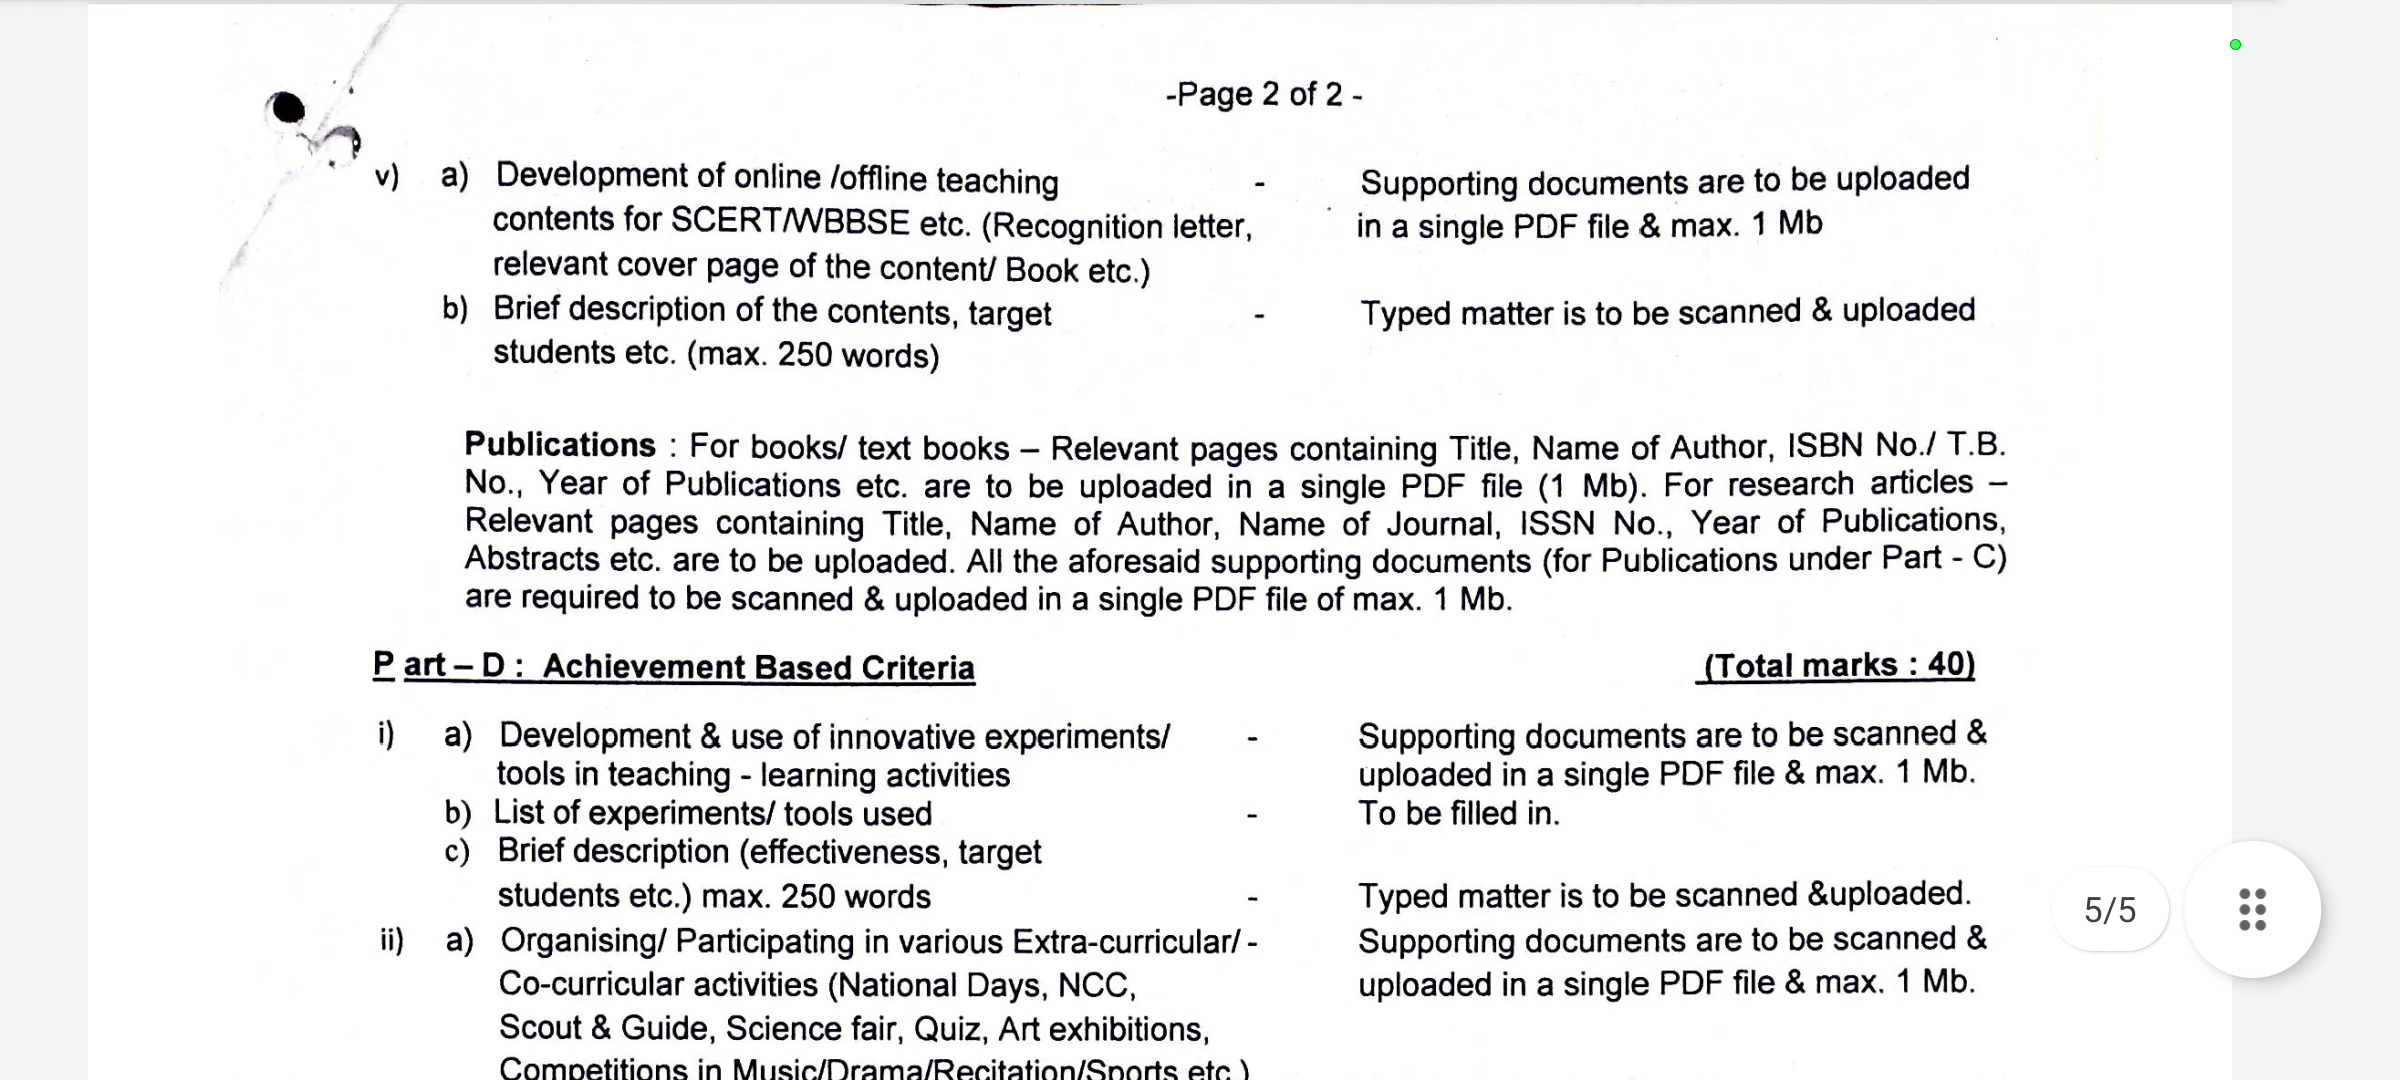 -Page 2 of 2 -
v) a) Development of online /offline teaching - Supporting documents are to be uploaded
contents for SCERT/WBBSE etc. (Recognition letter, in a single PDF file & max. 1 Mb
relevant cover page of the content/ Book etc.)
b) Brief description of the contents, target - Typed matter is to be scanned & uploaded
students etc. (max. 250 words)
Publications : For books/ text books – Relevant pages containing Title, Name of Author, ISBN No./ T.B.
No., Year of Publications etc. are to be uploaded in a single PDF file (1 Mb). For research articles –
Relevant pages containing Title, Name of Author, Name of Journal, ISSN No., Year of Publications,
Abstracts etc. are to be uploaded. All the aforesaid supporting documents (for Publications under Part - C)
are required to be scanned & uploaded in a single PDF file of max. 1 Mb.
P art – D : Achievement Based Criteria (Total marks : 40)
i) a) Development & use of innovative experiments/ - Supporting documents are to be scanned &
tools in teaching - learning activities uploaded in a single PDF file & max. 1 Mb.
b) List of experiments/ tools used - To be filled in.
c) Brief description (effectiveness, target
students etc.) max. 250 words - Typed matter is to be scanned &uploaded.
ii) a) Organising/ Participating in various Extra-curricular/ - Supporting documents are to be scanned &
Co-curricular activities (National Days, NCC, uploaded in a single PDF file & max. 1 Mb.
Scout & Guide, Science fair, Quiz, Art exhibitions,
Competitions in Music/Drama/Recitation/Sports etc.)
5/5